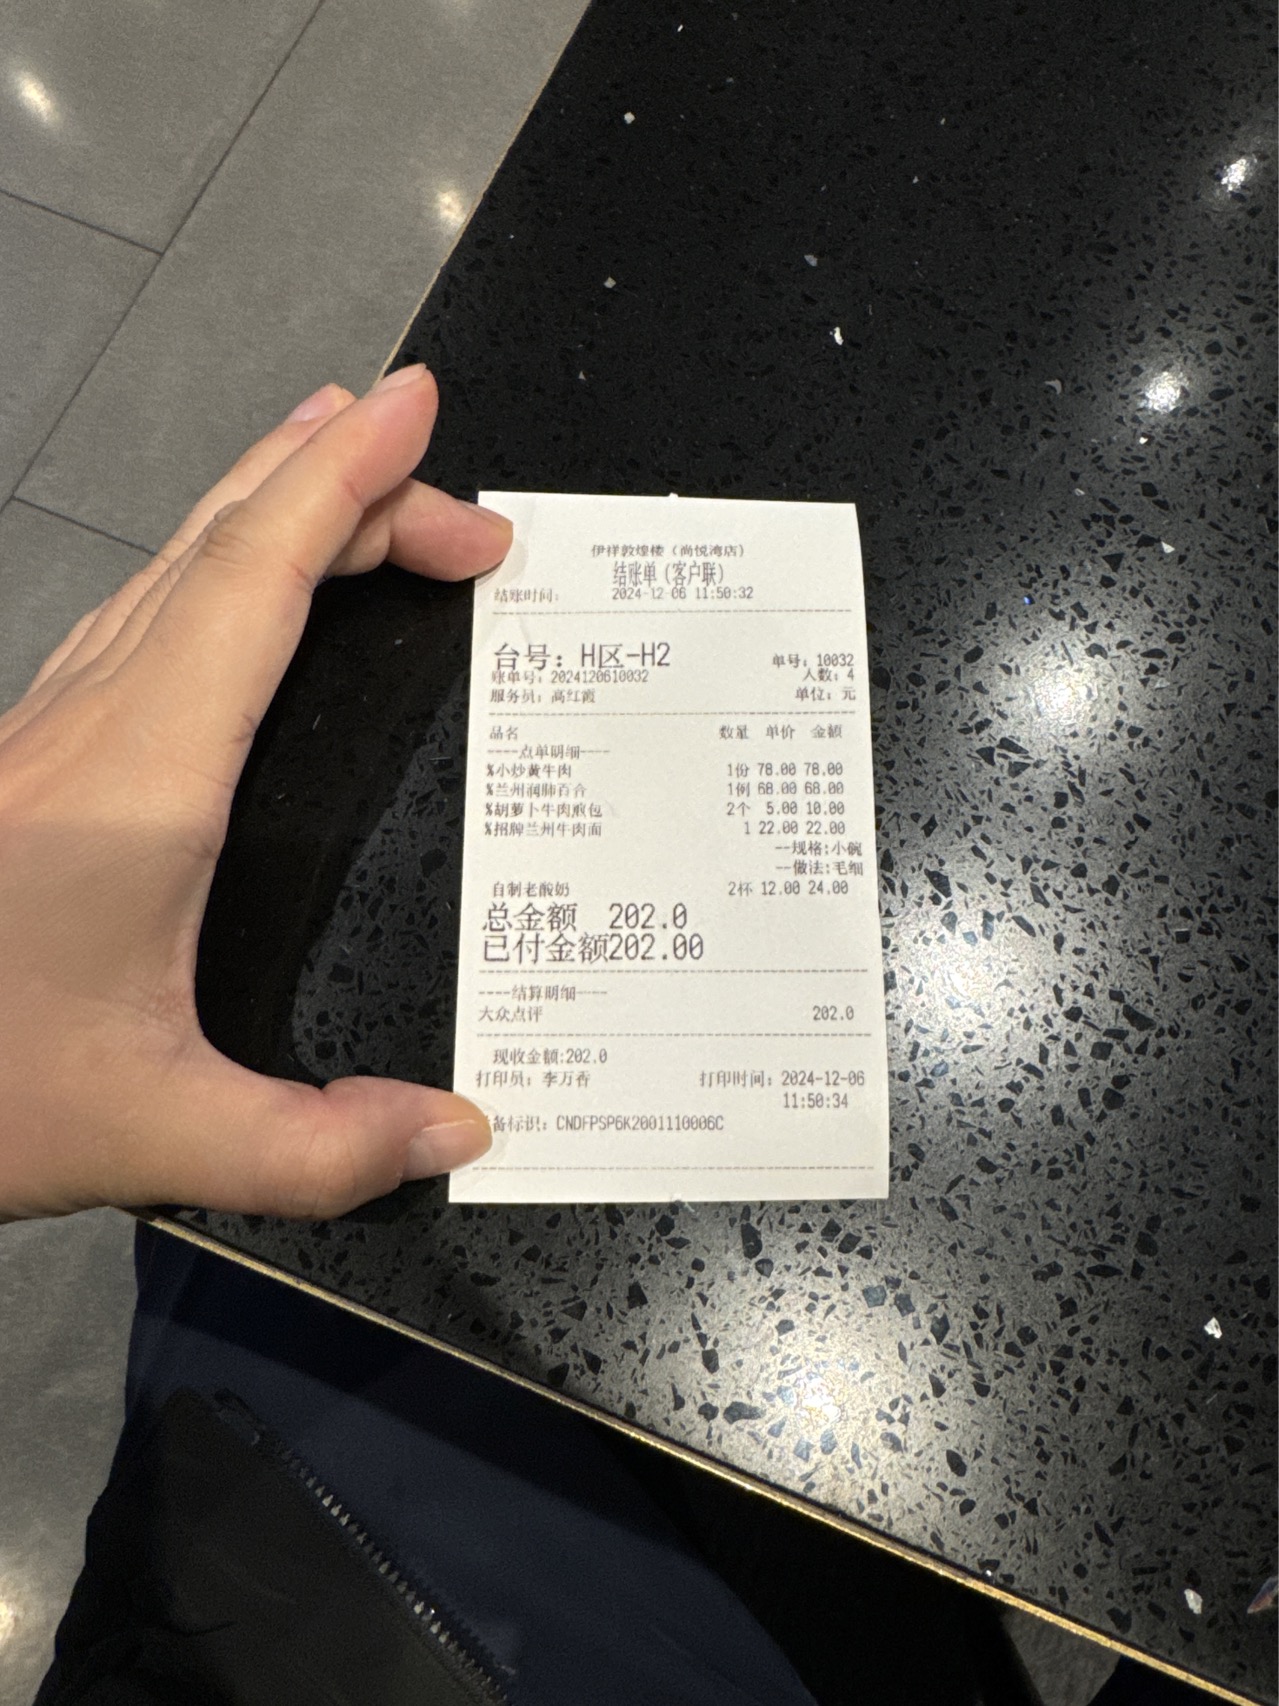 伊祥敦煌楼（尚悦湾店）
结账单（客户联）
结账时间： 2024-12-06 11:50:32
台号：H区-H2 单号：10032
账单号：2024120610032 人数：4
服务员：高红霞 单位：元
品名 数量 单价 金额
----点单明细----
%小炒黄牛肉 1份 78.00 78.00
%兰州润肺百合 1例 68.00 68.00
%胡萝卜牛肉煎包 2个 5.00 10.00
%招牌兰州牛肉面 1 22.00 22.00
--规格:小碗
--做法:毛细
自制老酸奶 2杯 12.00 24.00
总金额 202.0
已付金额202.00
----结算明细----
大众点评 202.0
现收金额:202.0
打印员：李万香 打印时间：2024-12-06
11:50:34
备标识：CNDFPSP6K2001110006C